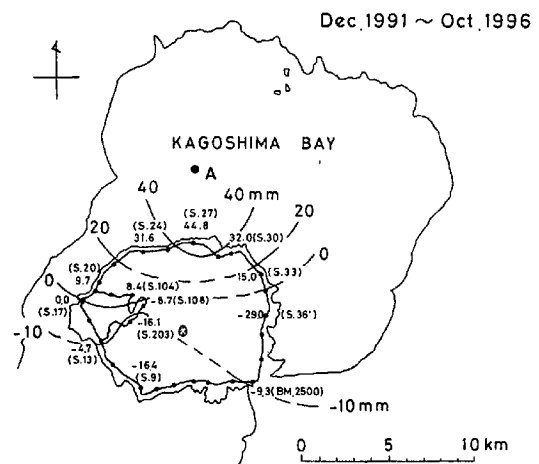 Dec.1991 ~ Oct.1996
KAGOSHIMA BAY
A
40
40 mm
(S.27)
44.8
(S.24)
31.6
32.0(S.30)
20
20
0
(S.20)
9.7
15.0
(S.33)
0
8.4(S.104)
-8.7(S.108)
0.0
(S.17)
-29.0
(S.36')
-10
-16.1
(S.203)
-4.7
(S.13)
-16.4
(S.9)
-9.3(BM.2500)
-10 mm
0 5 10 km